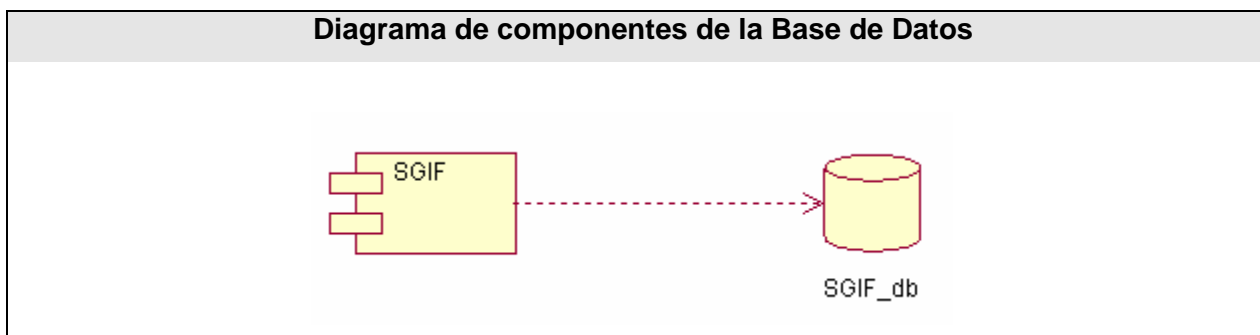 Diagrama de componentes de la Base de Datos
SGIF
SGIF_db